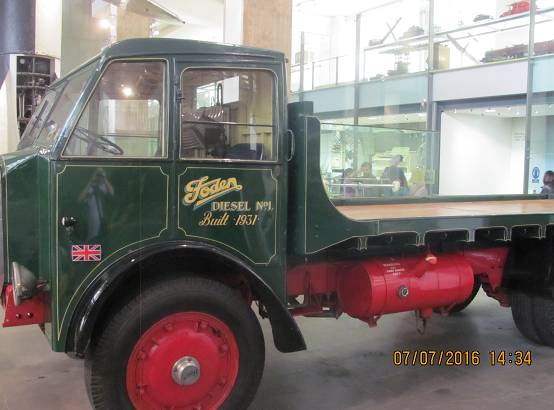 Foden
DIESEL No1.
Built - 1931
07/07/2016 14:34